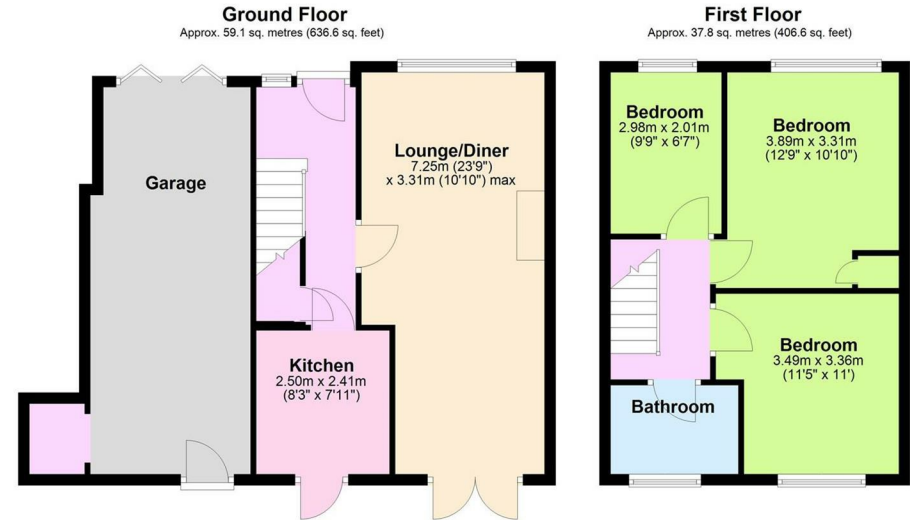 Ground Floor
Approx. 59.1 sq. metres (636.6 sq. feet)
Garage
Lounge/Diner
7.25m (23'9")
x 3.31m (10'10") max
Kitchen
2.50m x 2.41m
(8'3" x 7'11")
First Floor
Approx. 37.8 sq. metres (406.6 sq. feet)
Bedroom
2.98m x 2.01m
(9'9" x 6'7")
Bedroom
3.89m x 3.31m
(12'9" x 10'10")
Bedroom
3.49m x 3.36m
(11'5" x 11')
Bathroom